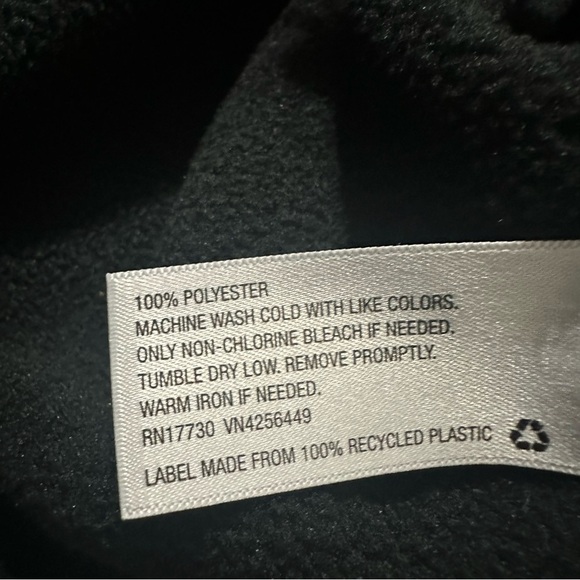 100% POLYESTER
MACHINE WASH COLD WITH LIKE COLORS.
ONLY NON-CHLORINE BLEACH IF NEEDED.
TUMBLE DRY LOW. REMOVE PROMPTLY.
WARM IRON IF NEEDED.
RN17730 VN4256449
LABEL MADE FROM 100% RECYCLED PLASTIC